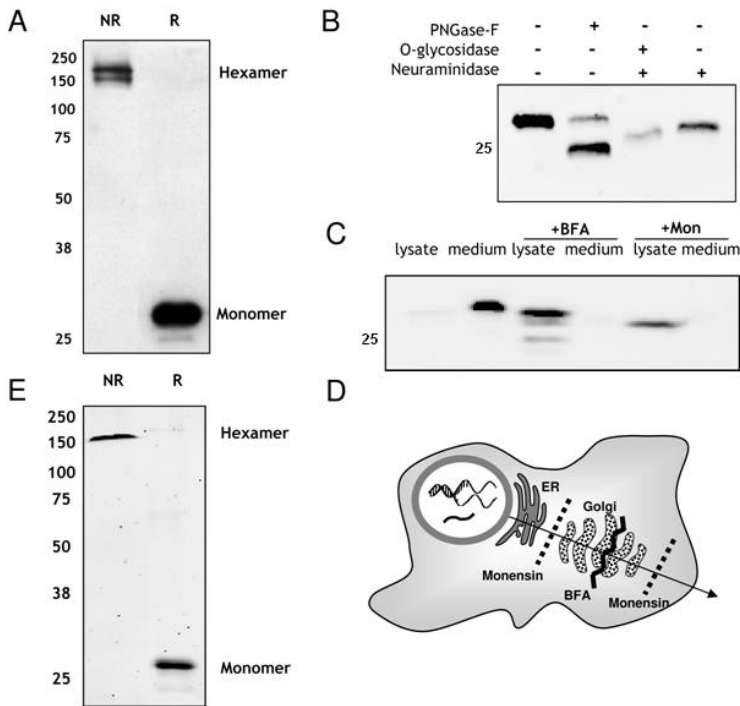 A
NR R
250
150
100
75
50
38
25
Hexamer
Monomer
B
PNGase-F - + - -
O-glycosidase - - + -
Neuraminidase - - + +
25
C
+BFA +Mon
lysate medium lysate medium lysate medium
25
E
NR R
250
150
100
75
50
38
25
Hexamer
Monomer
D
ER
Golgi
Monensin
BFA
Monensin